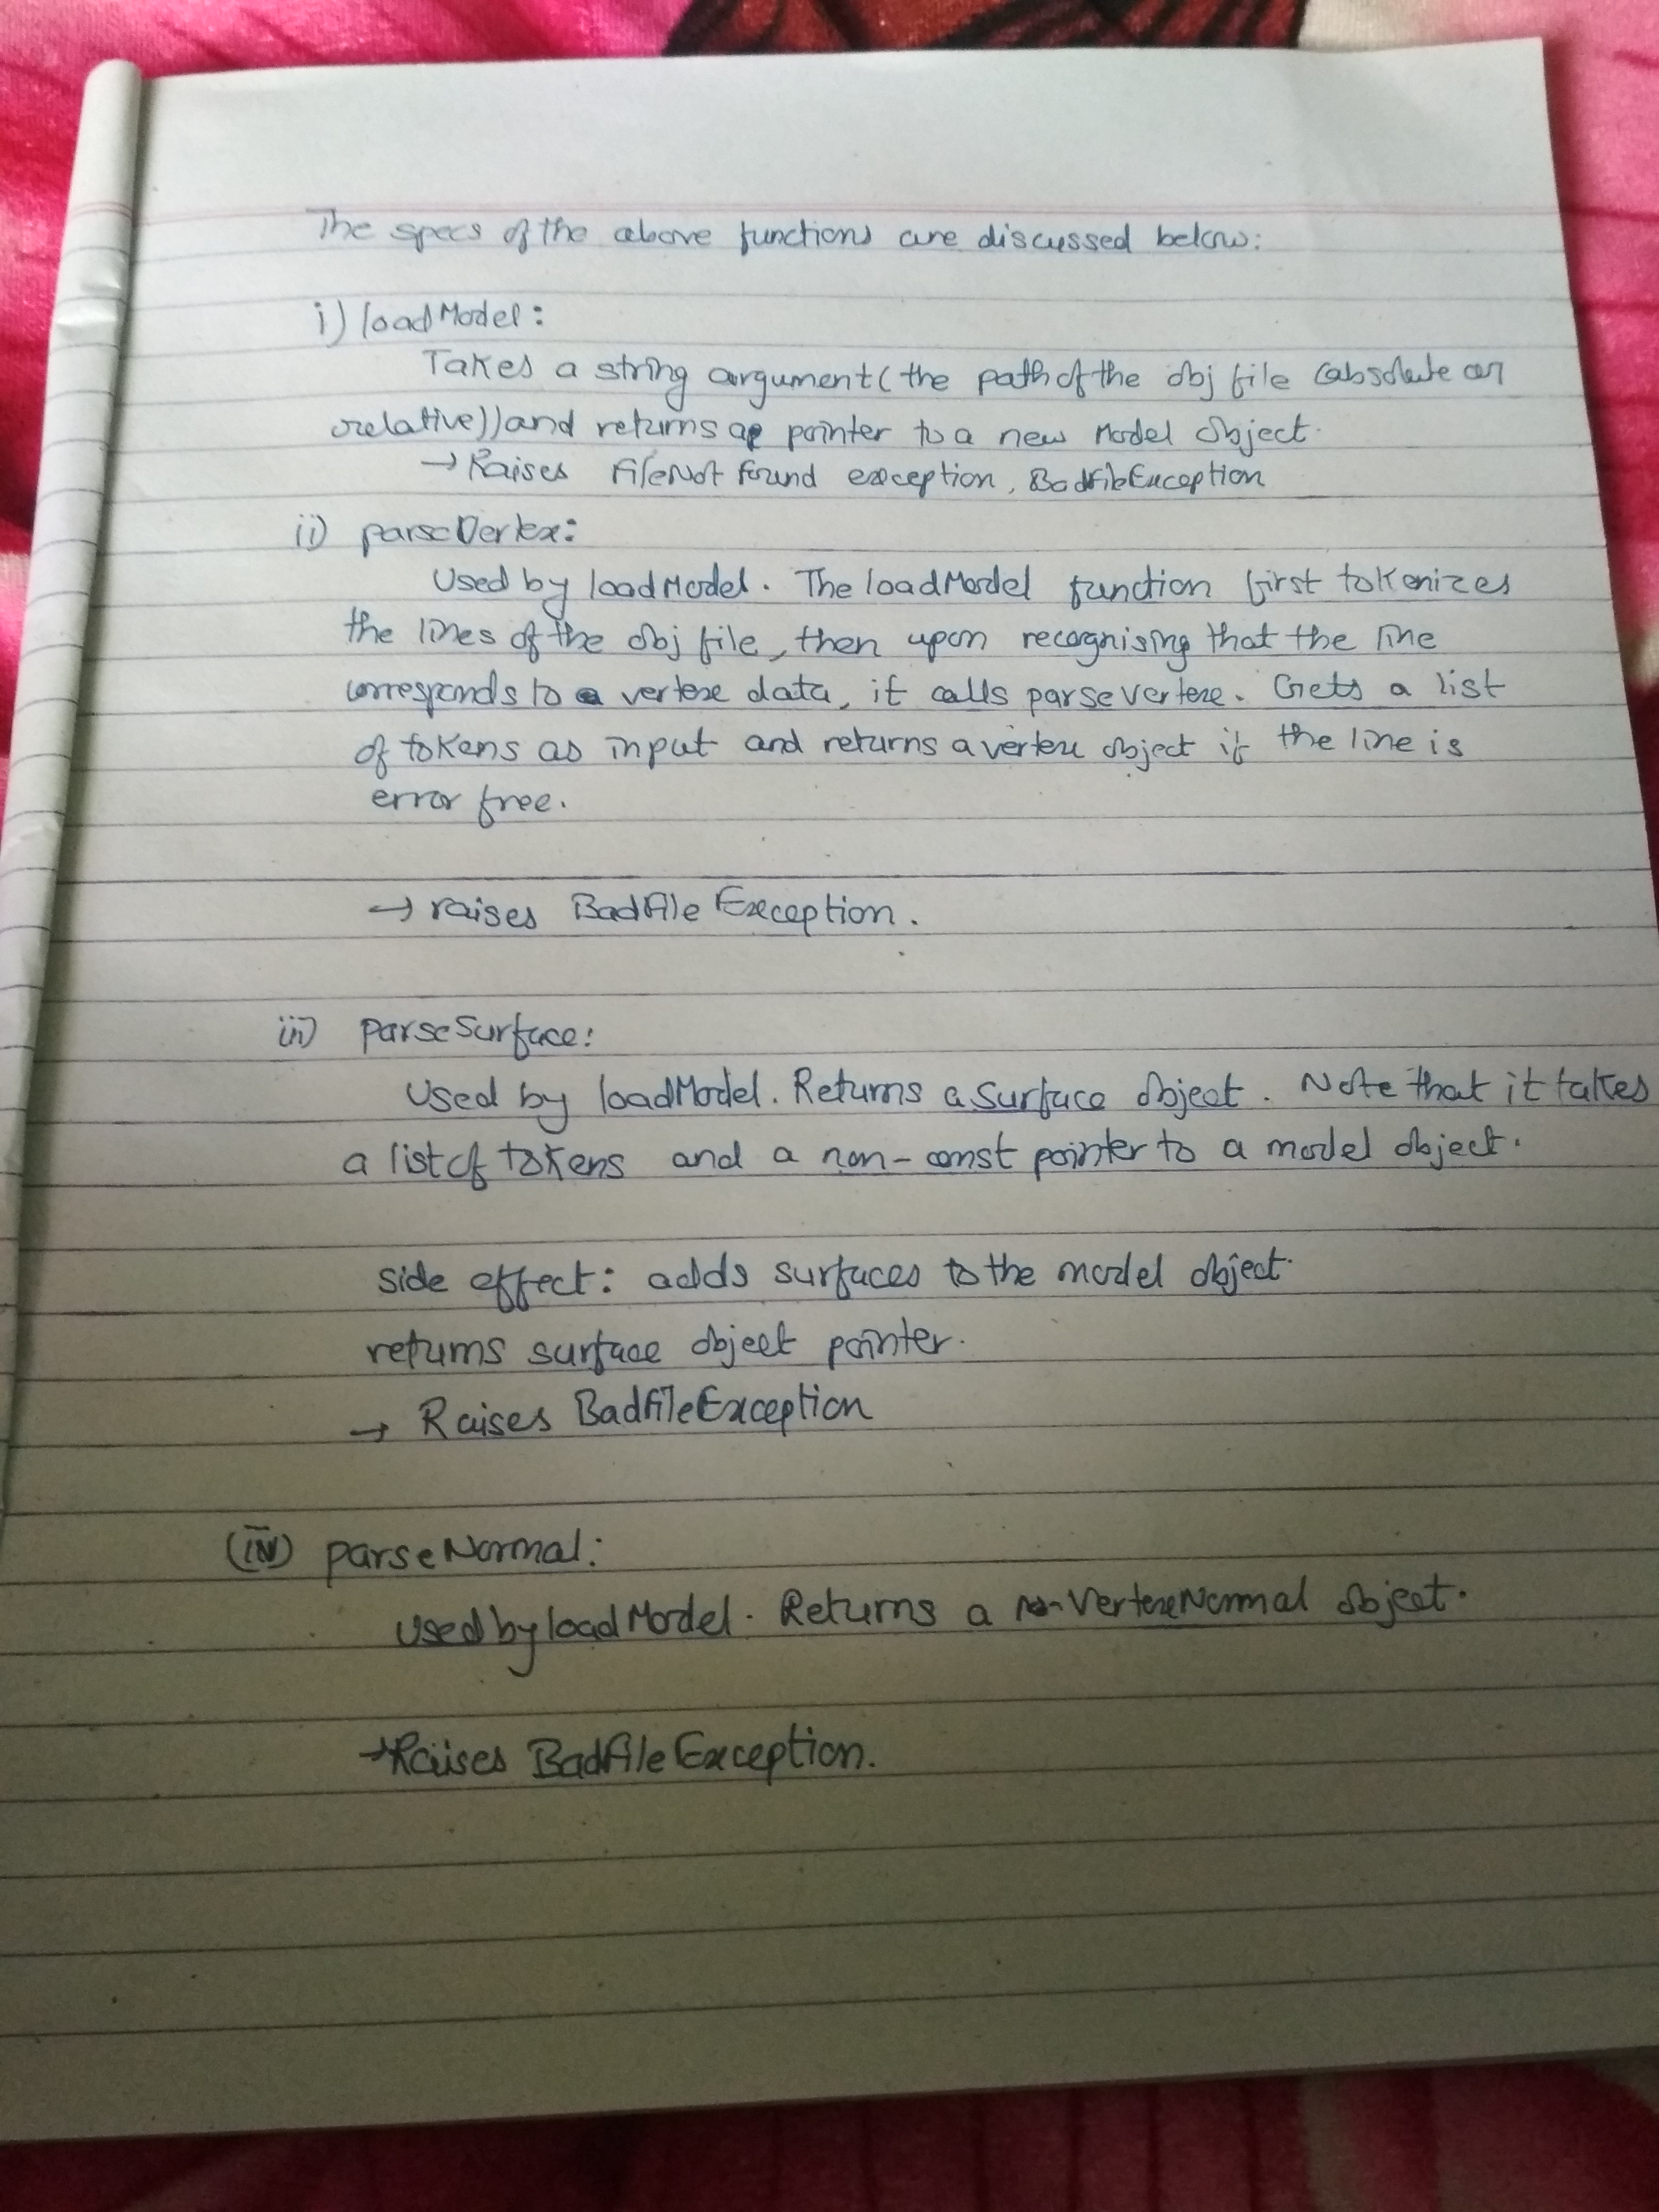 The specs of the above functions are discussed below:
i) loadModel:
Takes a string argument (the path of the obj file (absolute or
relative)) and returns a pointer to a new Model object.
→ Raises FileNotFound exception, BadfileException
ii) parseVertex:
Used by loadModel. The loadModel function first tokenizes
the lines of the obj file, then upon recognising that the line
corresponds to a vertex data, it calls parseVertex. Gets a list
of tokens as input and returns a vertex object if the line is
error free.
→ raises BadFileException.
iii) parseSurface:
Used by loadModel. Returns a Surface object. Note that it takes
a list of tokens and a non-const pointer to a model object.
side effect: adds surfaces to the model object.
returns surface object pointer.
→ Raises BadfileException
(iv) parseNormal:
Used by loadModel. Returns a VertexNormal object.
→ Raises BadFileException.